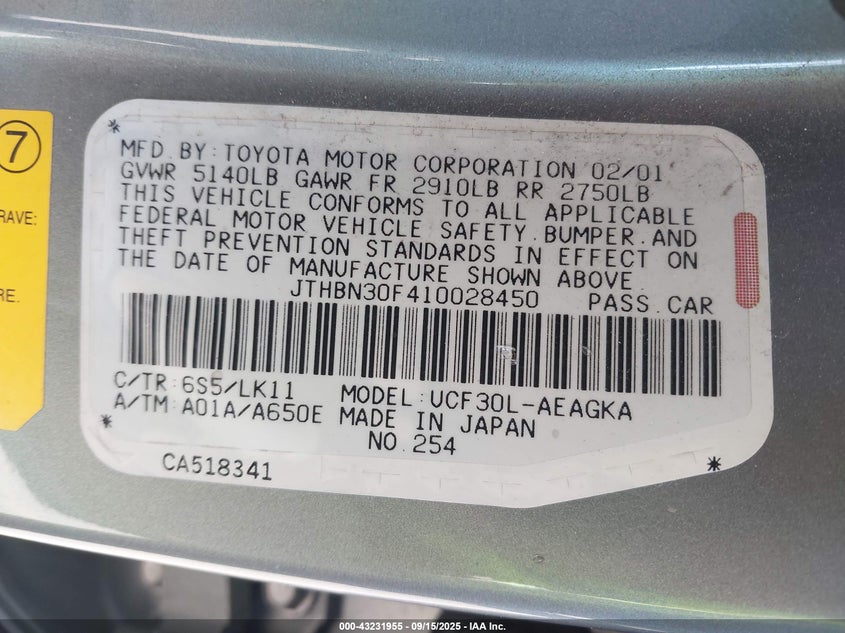 7
RAVE:
RE.
MFD. BY: TOYOTA MOTOR CORPORATION 02/01
GVWR 5140LB GAWR FR 2910LB RR 2750LB
THIS VEHICLE CONFORMS TO ALL APPLICABLE
FEDERAL MOTOR VEHICLE SAFETY, BUMPER, AND
THEFT PREVENTION STANDARDS IN EFFECT ON
THE DATE OF MANUFACTURE SHOWN ABOVE.
JTHBN30F410028450 PASS. CAR
C/TR: 6S5/LK11 MODEL: UCF30L-AEAGKA
A/TM: A01A/A650E MADE IN JAPAN
NO. 254
CA518341
000-43231955 - 09/15/2025 - IAA Inc.